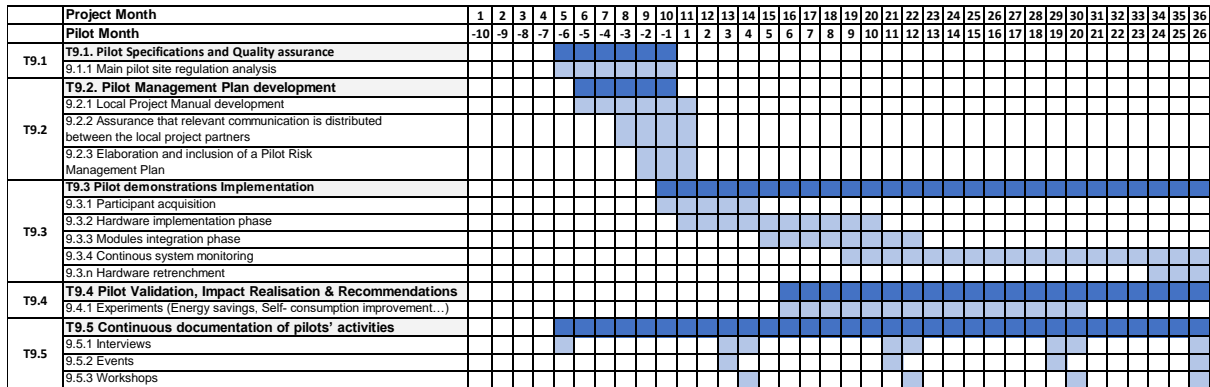 Project Month 1 2 3 4 5 6 7 8 9 10 11 12 13 14 15 16 17 18 19 20 21 22 23 24 25 26 27 28 29 30 31 32 33 34 35 36
Pilot Month -10 -9 -8 -7 -6 -5 -4 -3 -2 -1 1 2 3 4 5 6 7 8 9 10 11 12 13 14 15 16 17 18 19 20 21 22 23 24 25 26
T9.1
T9.1. Pilot Specifications and Quality assurance
9.1.1 Main pilot site regulation analysis
T9.2
T9.2. Pilot Management Plan development
9.2.1 Local Project Manual development
9.2.2 Assurance that relevant communication is distributed
between the local project partners
9.2.3 Elaboration and inclusion of a Pilot Risk
Management Plan
T9.3
T9.3 Pilot demonstrations Implementation
9.3.1 Participant acquisition
9.3.2 Hardware implementation phase
9.3.3 Modules integration phase
9.3.4 Continous system monitoring
9.3.n Hardware retrenchment
T9.4
T9.4 Pilot Validation, Impact Realisation & Recommendations
9.4.1 Experiments (Energy savings, Self- consumption improvement…)
T9.5
T9.5 Continuous documentation of pilots’ activities
9.5.1 Interviews
9.5.2 Events
9.5.3 Workshops